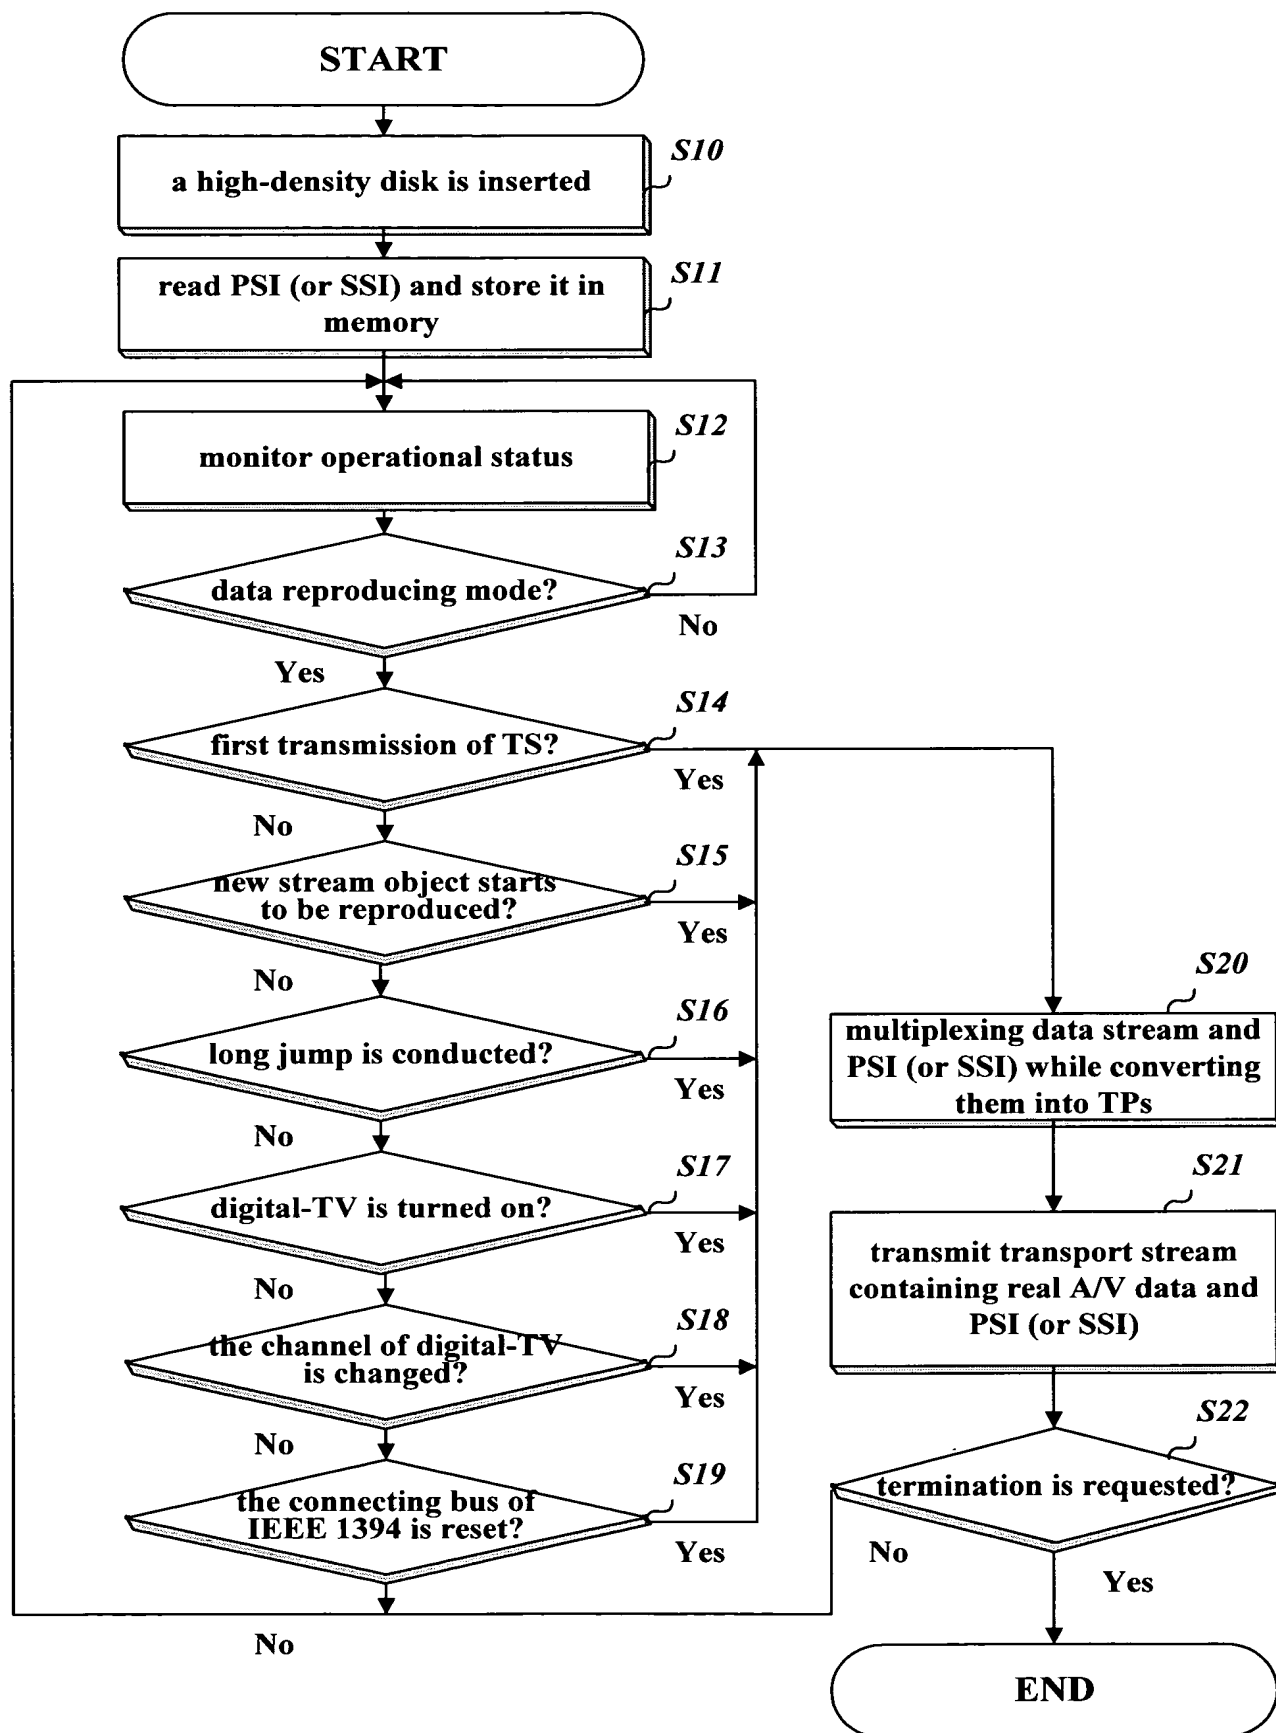 START
S10
a high-density disk is inserted
S11
read PSI (or SSI) and store it in
memory
S12
monitor operational status
S13
data reproducing mode?
No
Yes
S14
first transmission of TS?
Yes
No
S15
new stream object starts
to be reproduced?
Yes
No
S16
long jump is conducted?
Yes
No
S17
digital-TV is turned on?
Yes
No
S18
the channel of digital-TV
is changed?
Yes
No
S19
the connecting bus of
IEEE 1394 is reset?
Yes
No
S20
multiplexing data stream and
PSI (or SSI) while converting
them into TPs
S21
transmit transport stream
containing real A/V data and
PSI (or SSI)
S22
termination is requested?
No
Yes
END